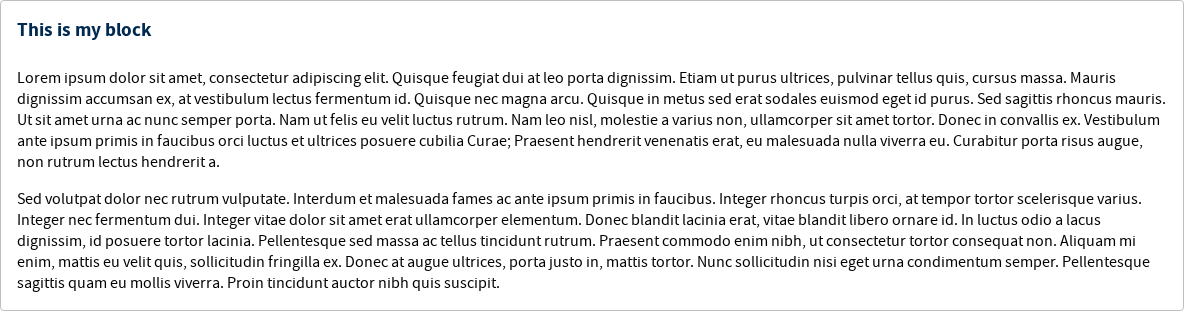 This is my block
Lorem ipsum dolor sit amet, consectetur adipiscing elit. Quisque feugiat dui at leo porta dignissim. Etiam ut purus ultrices, pulvinar tellus quis, cursus massa. Mauris
dignissim accumsan ex, at vestibulum lectus fermentum id. Quisque nec magna arcu. Quisque in metus sed erat sodales euismod eget id purus. Sed sagittis rhoncus mauris.
Ut sit amet urna ac nunc semper porta. Nam ut felis eu velit luctus rutrum. Nam leo nisl, molestie a varius non, ullamcorper sit amet tortor. Donec in convallis ex. Vestibulum
ante ipsum primis in faucibus orci luctus et ultrices posuere cubilia Curae; Praesent hendrerit venenatis erat, eu malesuada nulla viverra eu. Curabitur porta risus augue,
non rutrum lectus hendrerit a.
Sed volutpat dolor nec rutrum vulputate. Interdum et malesuada fames ac ante ipsum primis in faucibus. Integer rhoncus turpis orci, at tempor tortor scelerisque varius.
Integer nec fermentum dui. Integer vitae dolor sit amet erat ullamcorper elementum. Donec blandit lacinia erat, vitae blandit libero ornare id. In luctus odio a lacus
dignissim, id posuere tortor lacinia. Pellentesque sed massa ac tellus tincidunt rutrum. Praesent commodo enim nibh, ut consectetur tortor consequat non. Aliquam mi
enim, mattis eu velit quis, sollicitudin fringilla ex. Donec at augue ultrices, porta justo in, mattis tortor. Nunc sollicitudin nisi eget urna condimentum semper. Pellentesque
sagittis quam eu mollis viverra. Proin tincidunt auctor nibh quis suscipit.